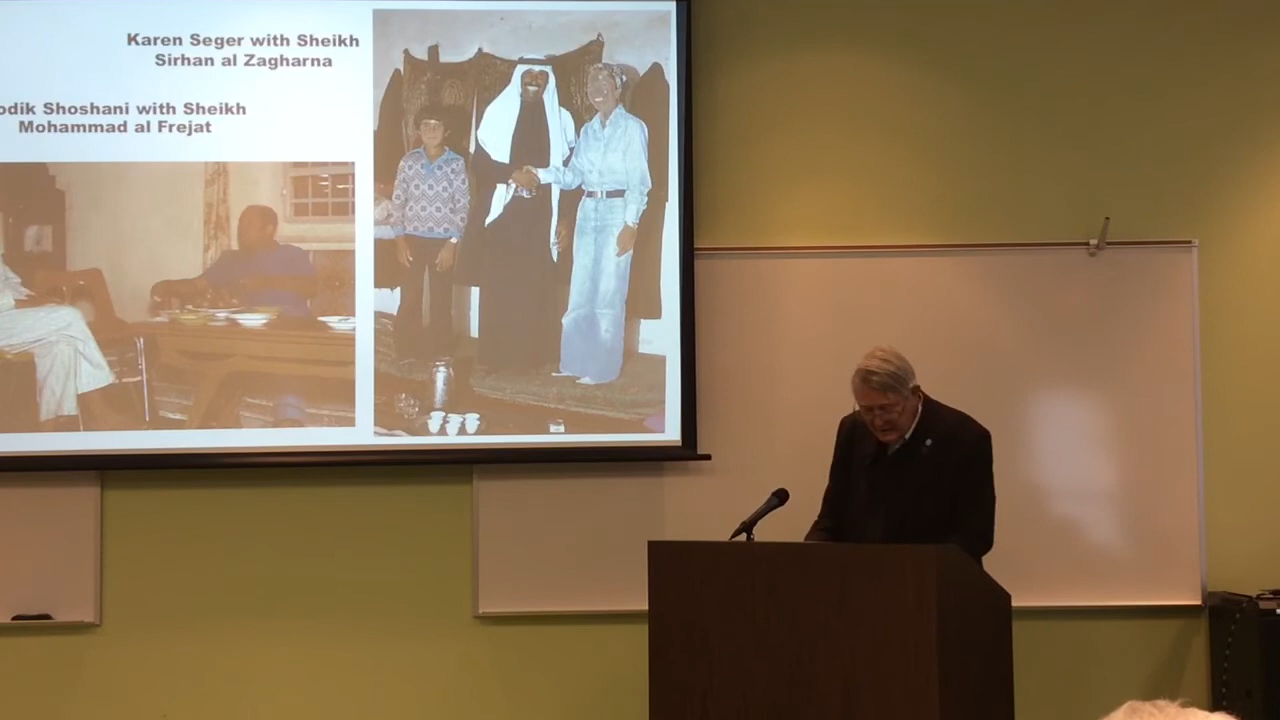 Karen Seger with Sheikh
Sirhan al Zagharna
odik Shoshani with Sheikh
Mohammad al Frejat